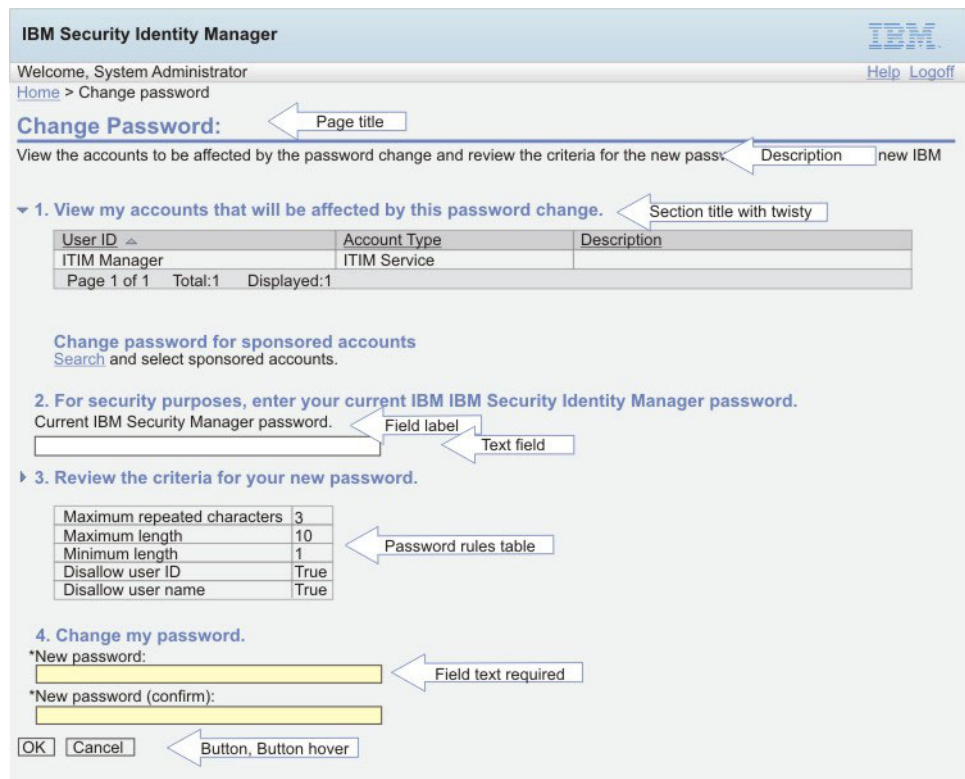 IBM Security Identity Manager
IBM.
Welcome, System Administrator
Help Logoff
Home > Change password
Change Password:
Page title
View the accounts to be affected by the password change and review the criteria for the new passw
Description
new IBM
1. View my accounts that will be affected by this password change.
Section title with twisty
User ID Account Type Description
ITIM Manager ITIM Service
Page 1 of 1 Total:1 Displayed:1
Change password for sponsored accounts
Search and select sponsored accounts.
2. For security purposes, enter your current IBM IBM Security Identity Manager password.
Current IBM Security Manager password.
Field label
Text field
3. Review the criteria for your new password.
Maximum repeated characters 3
Maximum length 10
Minimum length 1
Disallow user ID True
Disallow user name True
Password rules table
4. Change my password.
*New password:
Field text required
*New password (confirm):
OK Cancel
Button, Button hover